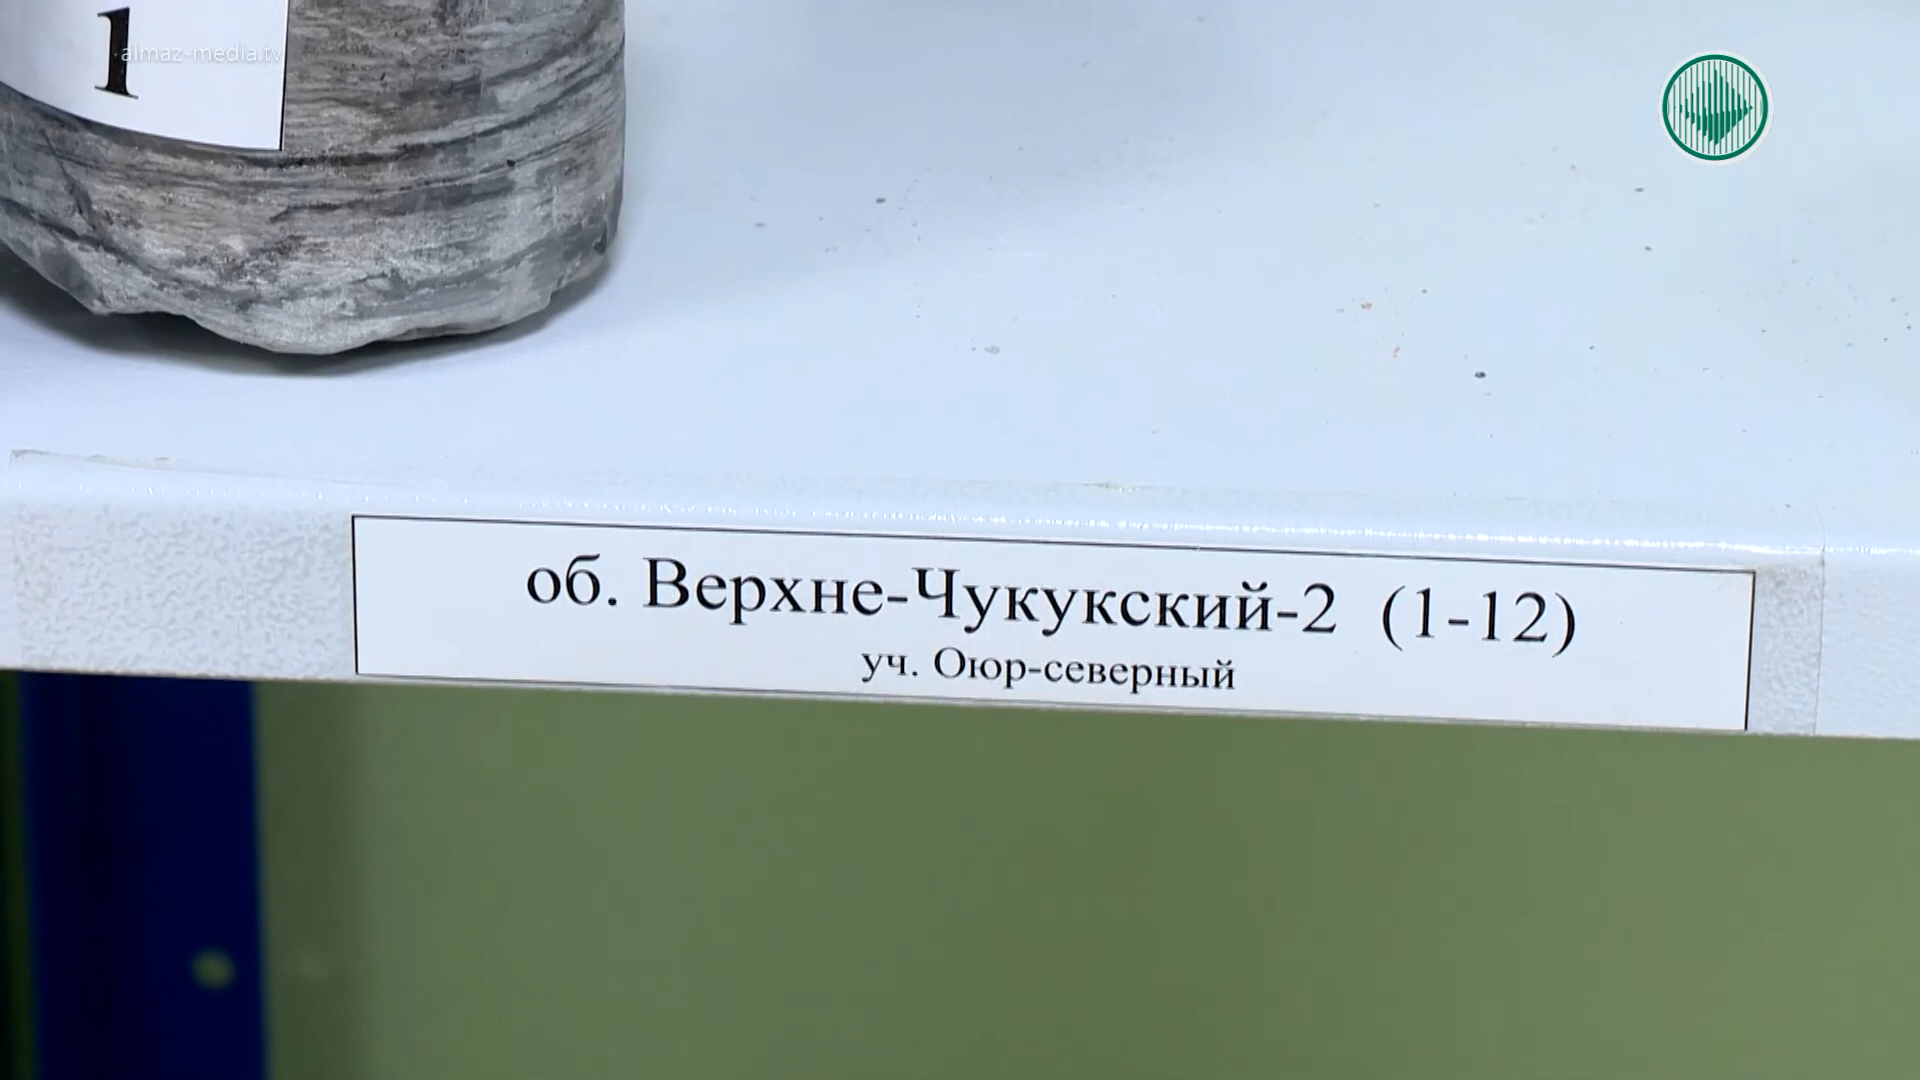 1
almaz-media.tv
об. Верхне-Чукукский-2 (1-12)
уч. Оюр-северный